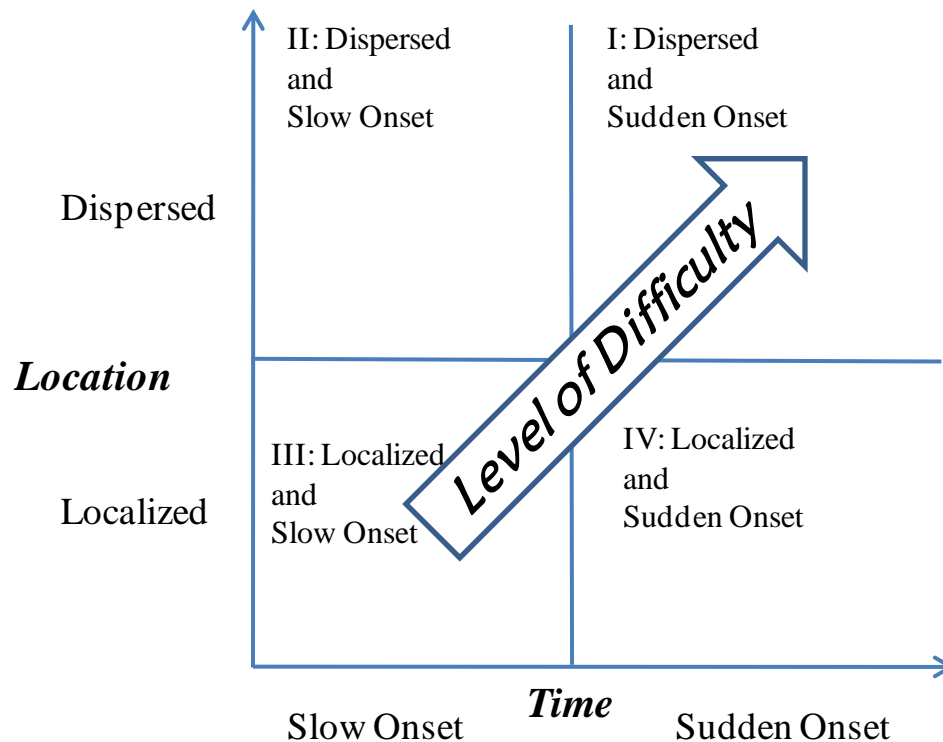 II: Dispersed
and
Slow Onset
I: Dispersed
and
Sudden Onset
Dispersed
Level of Difficulty
Location
III: Localized
and
Slow Onset
IV: Localized
and
Sudden Onset
Localized
Time
Slow Onset
Sudden Onset